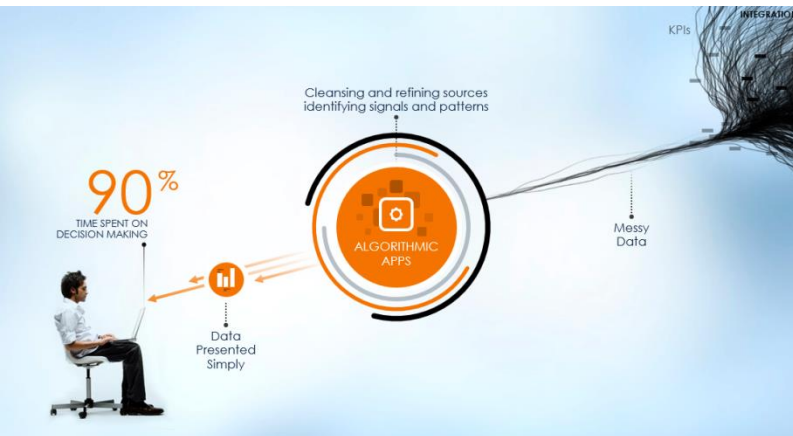 INTEGRATION
KPIs
Cleansing and refining sources
identifying signals and patterns
90%
TIME SPENT ON
DECISION MAKING
ALGORITHMIC
APPS
Messy
Data
Data
Presented
Simply